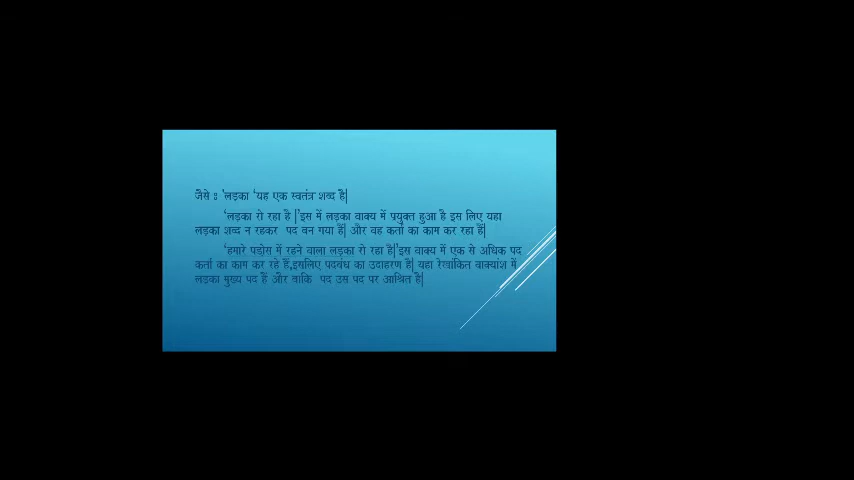 जैसे : 'लड़का 'यह एक स्वतंत्र शब्द है|
'लड़का रो रहा है |'इस में लड़का वाक्य में प्रयुक्त हुआ है इस लिए यहा
लड़का शब्द न रहकर पद बन गया है| और वह कर्ता का काम कर रहा है|
'हमारे पड़ोस में रहने वाला लड़का रो रहा है|'इस वाक्य में एक से अधिक पद
कर्ता का काम कर रहे हैं,इसलिए पदबंध का उदाहरण है| यहा रेखांकित वाक्यांश में
लड़का मुख्य पद हैं और बाकि पद उस पद पर आश्रित है|